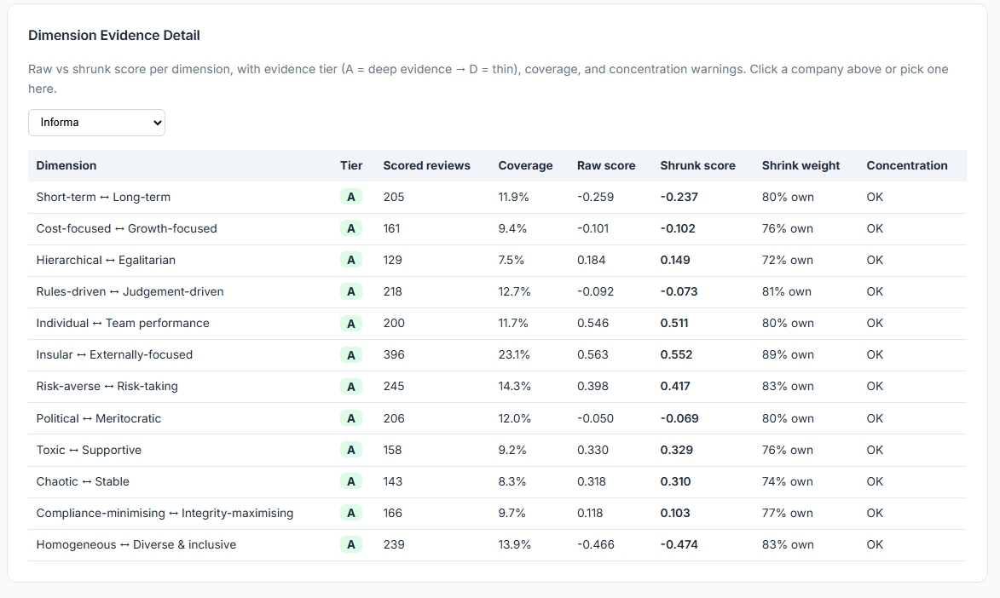 Dimension Evidence Detail
Raw vs shrunk score per dimension, with evidence tier (A = deep evidence → D = thin), coverage, and concentration warnings. Click a company above or pick one
here.
Informa
Dimension Tier Scored reviews Coverage Raw score Shrunk score Shrink weight Concentration
Short-term ↔ Long-term A 205 11.9% -0.259 -0.237 80% own OK
Cost-focused ↔ Growth-focused A 161 9.4% -0.101 -0.102 76% own OK
Hierarchical ↔ Egalitarian A 129 7.5% 0.184 0.149 72% own OK
Rules-driven ↔ Judgement-driven A 218 12.7% -0.092 -0.073 81% own OK
Individual ↔ Team performance A 200 11.7% 0.546 0.511 80% own OK
Insular ↔ Externally-focused A 396 23.1% 0.563 0.552 89% own OK
Risk-averse ↔ Risk-taking A 245 14.3% 0.398 0.417 83% own OK
Political ↔ Meritocratic A 206 12.0% -0.050 -0.069 80% own OK
Toxic ↔ Supportive A 158 9.2% 0.330 0.329 76% own OK
Chaotic ↔ Stable A 143 8.3% 0.318 0.310 74% own OK
Compliance-minimising ↔ Integrity-maximising A 166 9.7% 0.118 0.103 77% own OK
Homogeneous ↔ Diverse & inclusive A 239 13.9% -0.466 -0.474 83% own OK